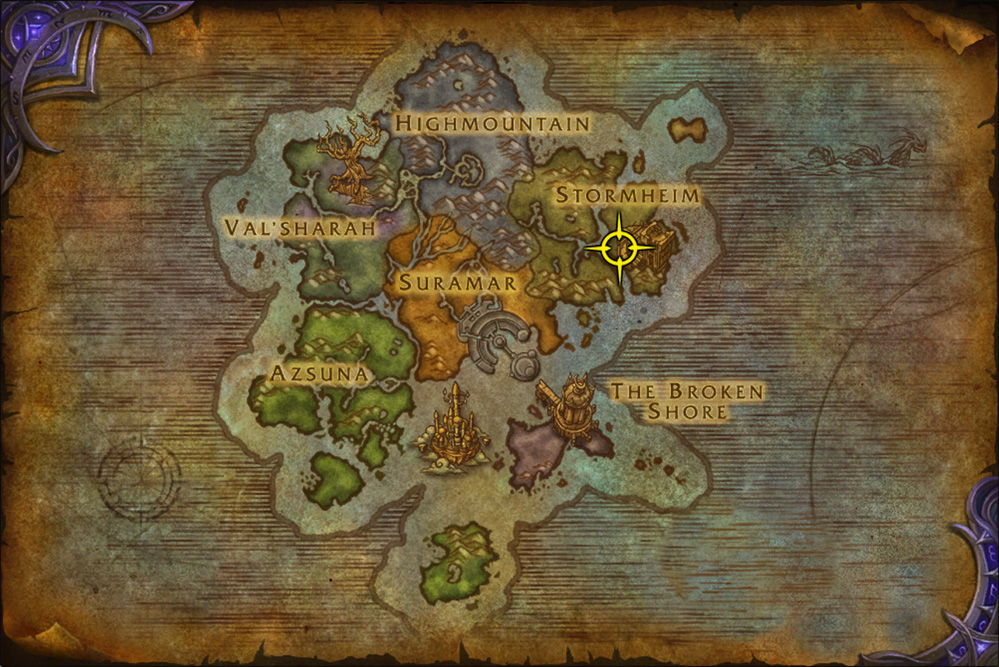 Highmountain
Stormheim
Val'sharah
Suramar
Azsuna
The Broken
Shore